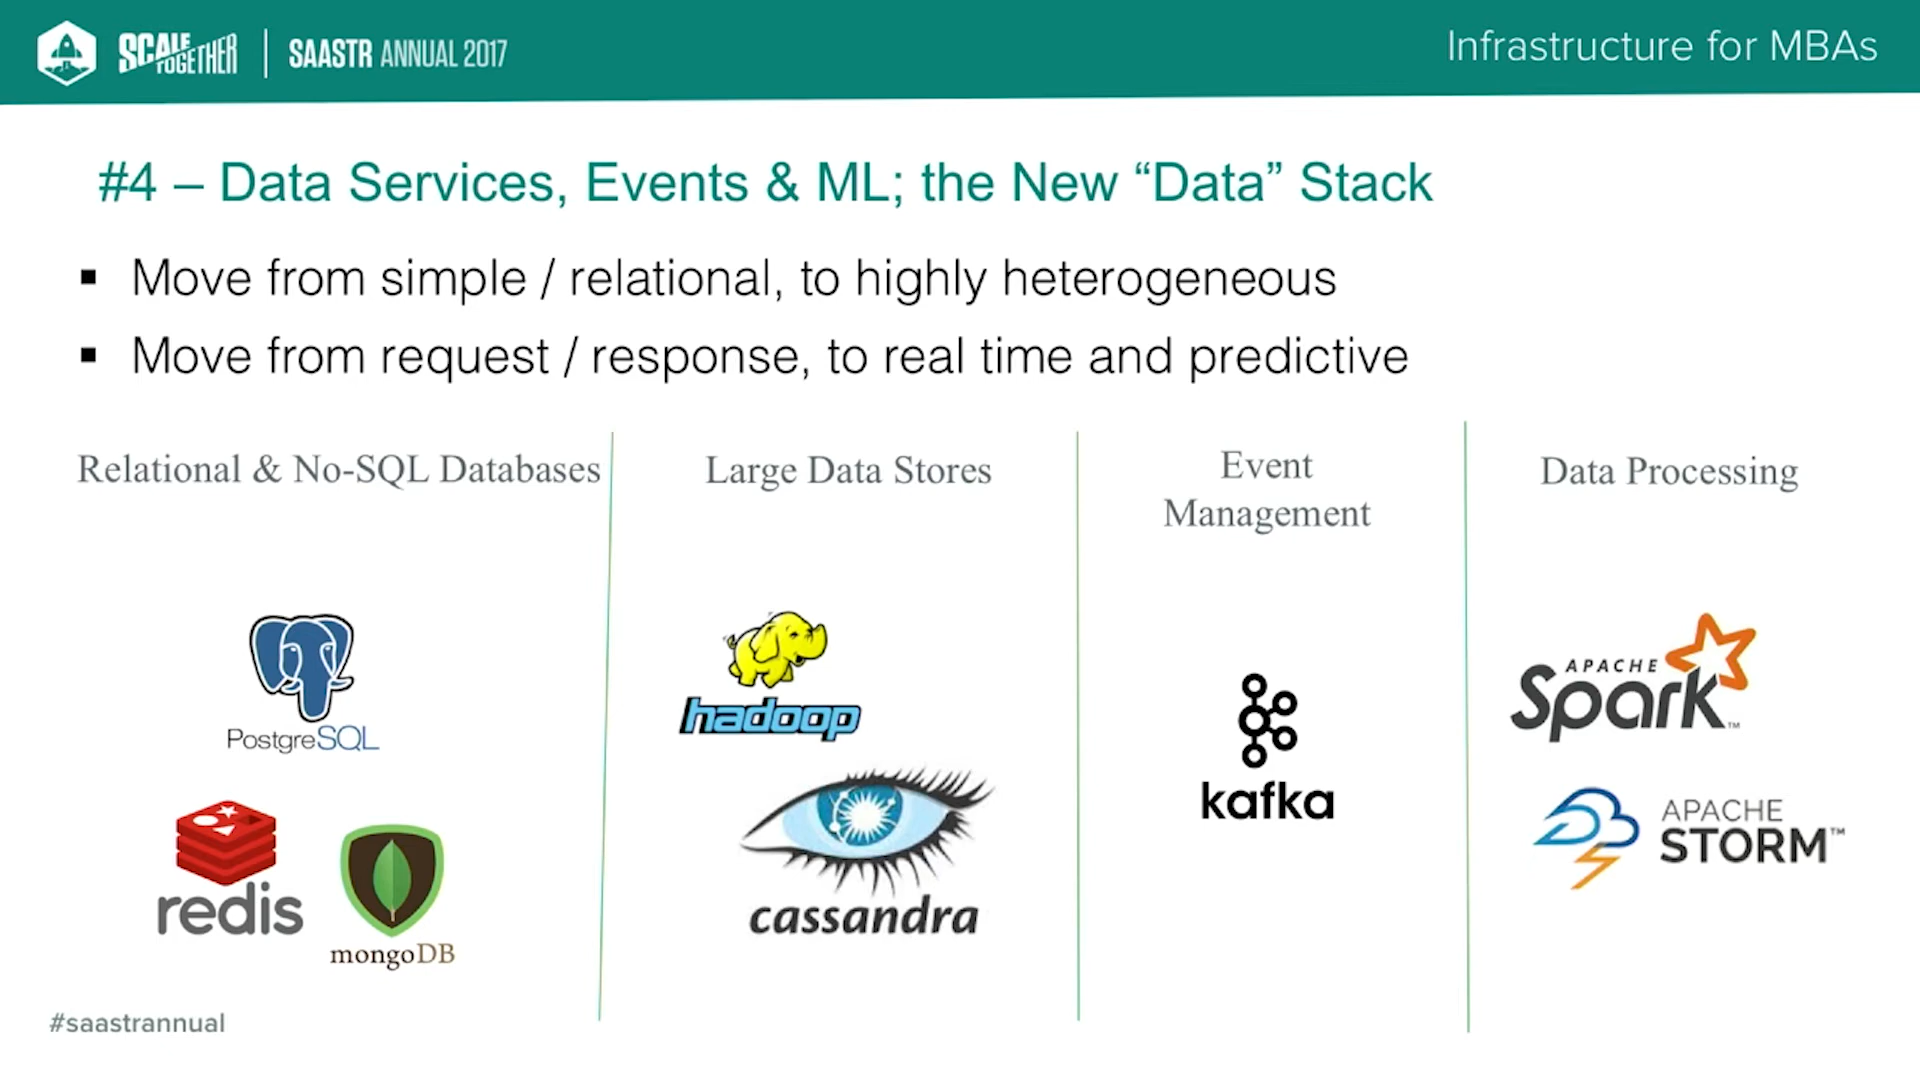 SCALE TOGETHER
SAASTR ANNUAL 2017
Infrastructure for MBAs
#4 – Data Services, Events & ML; the New “Data” Stack
▪ Move from simple / relational, to highly heterogeneous
▪ Move from request / response, to real time and predictive
Relational & No-SQL Databases
PostgreSQL
redis
mongoDB
Large Data Stores
hadoop
cassandra
Event
Management
kafka
Data Processing
APACHE
Spark™
APACHE
STORM™
#saastrannual